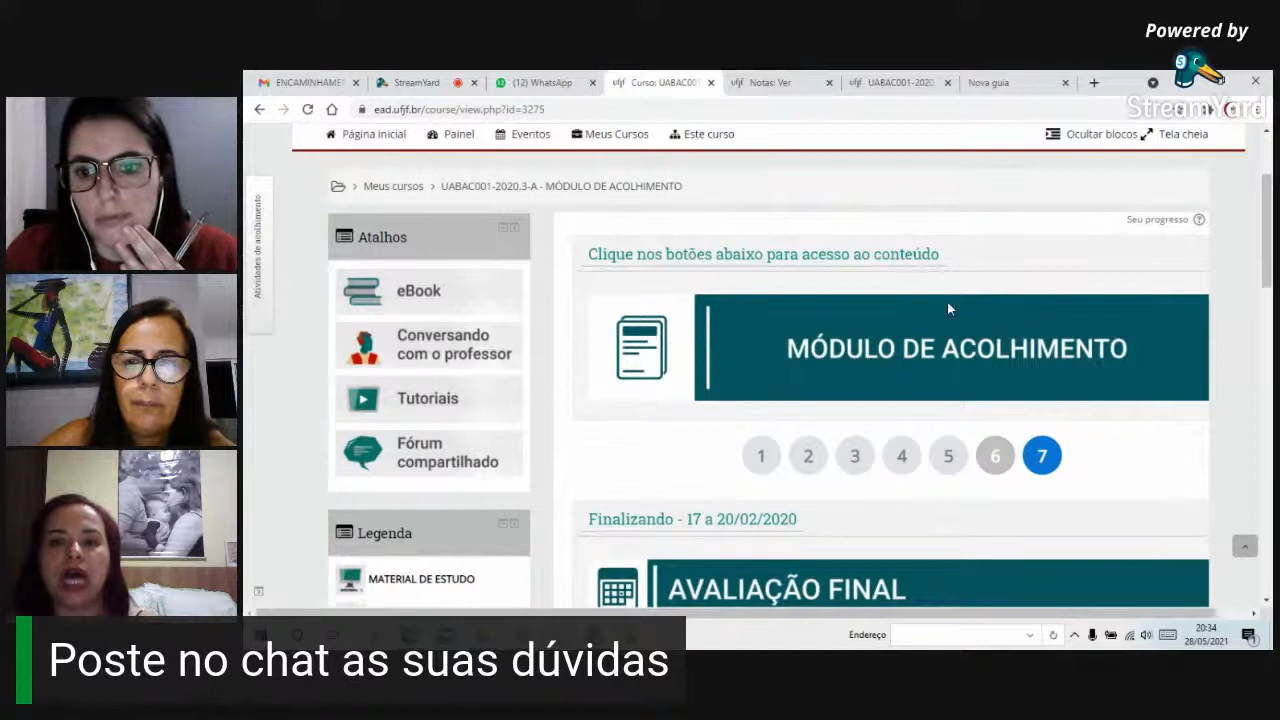 Powered by
StreamYard
ENCAMINHAMEN
StreamYard
(12) WhatsApp
Curso: UABAC001
Notas: Ver
UABAC001-2020
Nova guia
ead.ufjf.br/course/view.php?id=3275
Página inicial
Painel
Eventos
Meus Cursos
Este curso
Ocultar blocos
Tela cheia
Meus cursos
UABAC001-2020.3-A - MÓDULO DE ACOLHIMENTO
Atividades de acolhimento
Seu progresso
Atalhos
eBook
Conversando
com o professor
Tutoriais
Fórum
compartilhado
Legenda
MATERIAL DE ESTUDO
Clique nos botões abaixo para acesso ao conteúdo
MÓDULO DE ACOLHIMENTO
1 2 3 4 5 6 7
Finalizando - 17 a 20/02/2020
AVALIAÇÃO FINAL
Endereço
20:34
28/05/2021
Poste no chat as suas dúvidas